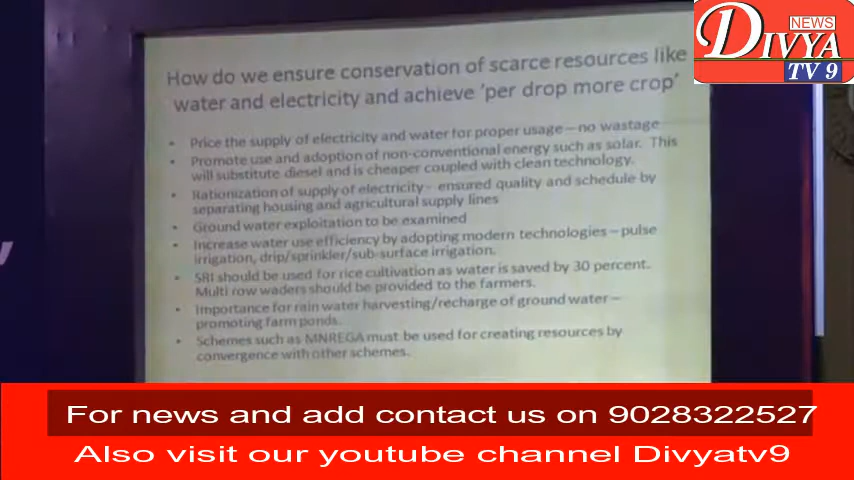 NEWS
DIVYA
TV 9
How do we ensure conservation of scarce resources like
water and electricity and achieve 'per drop more crop'
• Price the supply of electricity and water for proper usage – no wastage
• Promote use and adoption of non-conventional energy such as solar. This
will substitute diesel and is cheaper coupled with clean technology.
• Rationization of supply of electricity - ensured quality and schedule by
separating housing and agricultural supply lines
• Ground water exploitation to be examined
• Increase water use efficiency by adopting modern technologies – pulse
irrigation, drip/sprinkler/sub-surface irrigation.
• SRI should be used for rice cultivation as water is saved by 30 percent.
Multi row waders should be provided to the farmers.
• Importance for rain water harvesting/recharge of ground water –
promoting farm ponds.
• Schemes such as MNREGA must be used for creating resources by
convergence with other schemes.
For news and add contact us on 9028322527
Also visit our youtube channel Divyatv9